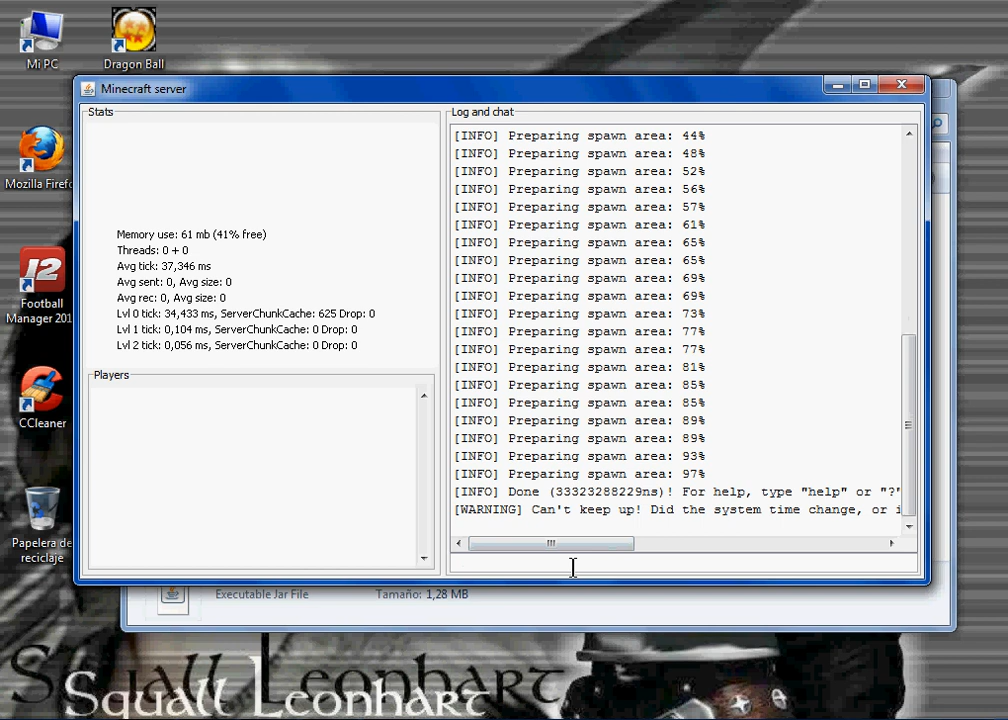 Mi PC
Dragon Ball
Mozilla Firefo
Football
Manager 201
CCleaner
Papelera de
reciclaje
Minecraft server
Stats
Memory use: 61 mb (41% free)
Threads: 0 + 0
Avg tick: 37,346 ms
Avg sent: 0, Avg size: 0
Avg rec: 0, Avg size: 0
Lvl 0 tick: 34,433 ms, ServerChunkCache: 625 Drop: 0
Lvl 1 tick: 0,104 ms, ServerChunkCache: 0 Drop: 0
Lvl 2 tick: 0,056 ms, ServerChunkCache: 0 Drop: 0
Players
Log and chat
[INFO] Preparing spawn area: 44%
[INFO] Preparing spawn area: 48%
[INFO] Preparing spawn area: 52%
[INFO] Preparing spawn area: 56%
[INFO] Preparing spawn area: 57%
[INFO] Preparing spawn area: 61%
[INFO] Preparing spawn area: 65%
[INFO] Preparing spawn area: 65%
[INFO] Preparing spawn area: 69%
[INFO] Preparing spawn area: 69%
[INFO] Preparing spawn area: 73%
[INFO] Preparing spawn area: 77%
[INFO] Preparing spawn area: 77%
[INFO] Preparing spawn area: 81%
[INFO] Preparing spawn area: 85%
[INFO] Preparing spawn area: 85%
[INFO] Preparing spawn area: 89%
[INFO] Preparing spawn area: 89%
[INFO] Preparing spawn area: 93%
[INFO] Preparing spawn area: 97%
[INFO] Done (33323288229ns)! For help, type "help" or "?"
[WARNING] Can't keep up! Did the system time change, or i
Executable Jar File
Tamaño: 1,28 MB
Squall Leonhart
Squall Leonhart